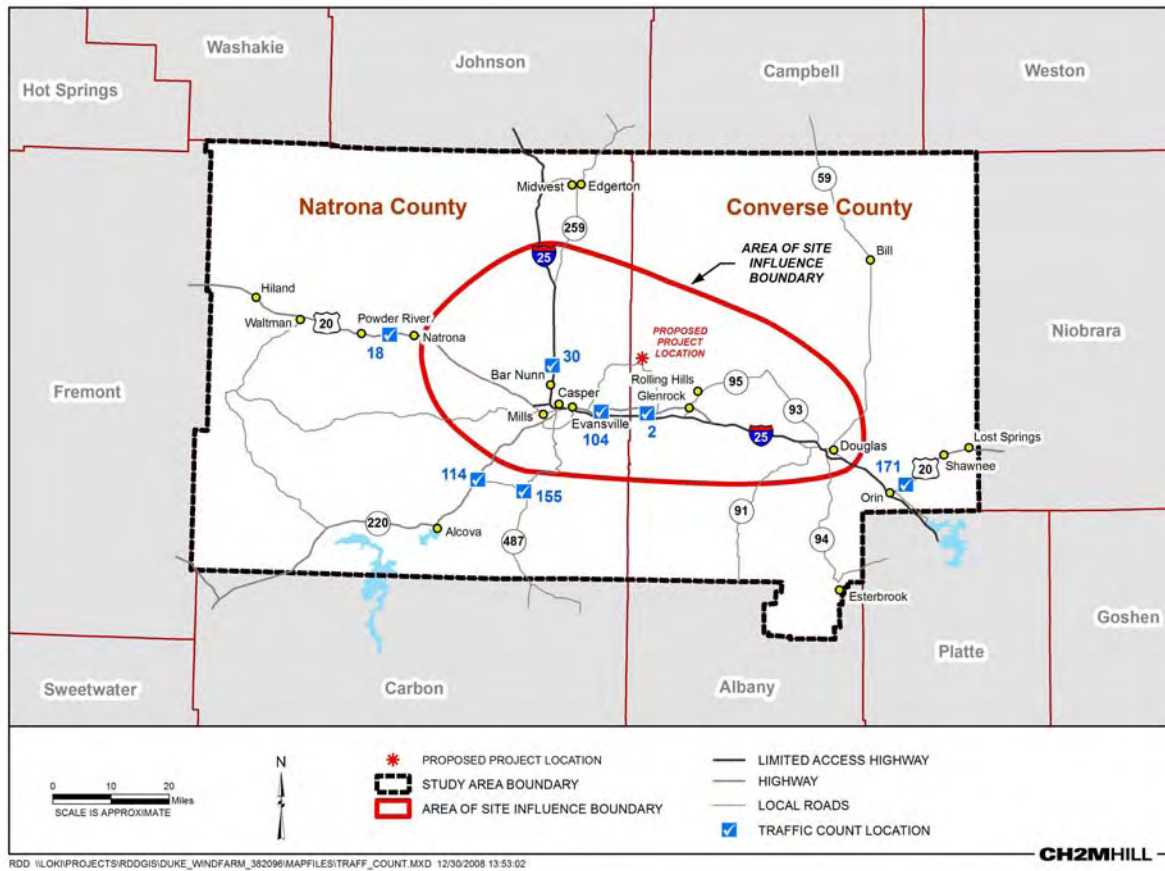 Washakie
Johnson
Campbell
Weston
Hot Springs
59
Midwest
Edgerton
Natrona County
Converse County
259
AREA OF SITE
INFLUENCE
BOUNDARY
25
Bill
Hiland
Waltman
20
Powder River
18
Natrona
PROPOSED
PROJECT
LOCATION
Niobrara
30
Fremont
Bar Nunn
Rolling Hills
95
Casper
Glenrock
Mills
Evansville
93
104
2
25
Douglas
Lost Springs
171
20
Shawnee
114
155
Orin
91
220
Alcova
487
94
Esterbrook
Goshen
Platte
Sweetwater
Carbon
Albany
N
0 10 20
Miles
SCALE IS APPROXIMATE
PROPOSED PROJECT LOCATION
STUDY AREA BOUNDARY
AREA OF SITE INFLUENCE BOUNDARY
LIMITED ACCESS HIGHWAY
HIGHWAY
LOCAL ROADS
TRAFFIC COUNT LOCATION
CH2MHILL
RDD \\LOKI\PROJECTS\RDDGIS\DUKE_WINDFARM_382096\MAPFILES\TRAFF_COUNT.MXD 12/30/2008 13:53:02